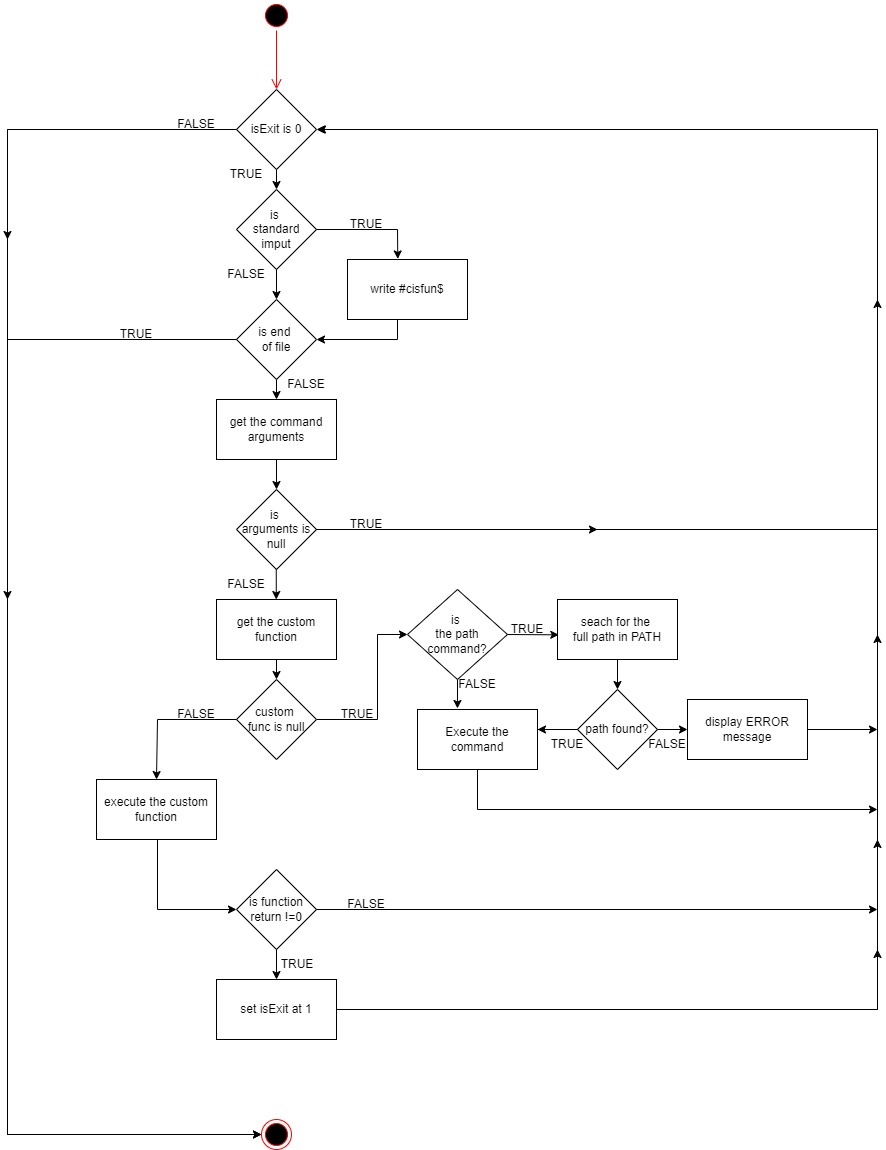 isExit is 0
FALSE
TRUE
is
standard
imput
TRUE
write #cisfun$
FALSE
is end
of file
TRUE
FALSE
get the command
arguments
is
arguments is
null
TRUE
FALSE
get the custom
function
custom
func is null
FALSE
TRUE
is
the path
command?
TRUE
seach for the
full path in PATH
FALSE
Execute the
command
path found?
TRUE
FALSE
display ERROR
message
execute the custom
function
is function
return !=0
FALSE
TRUE
set isExit at 1